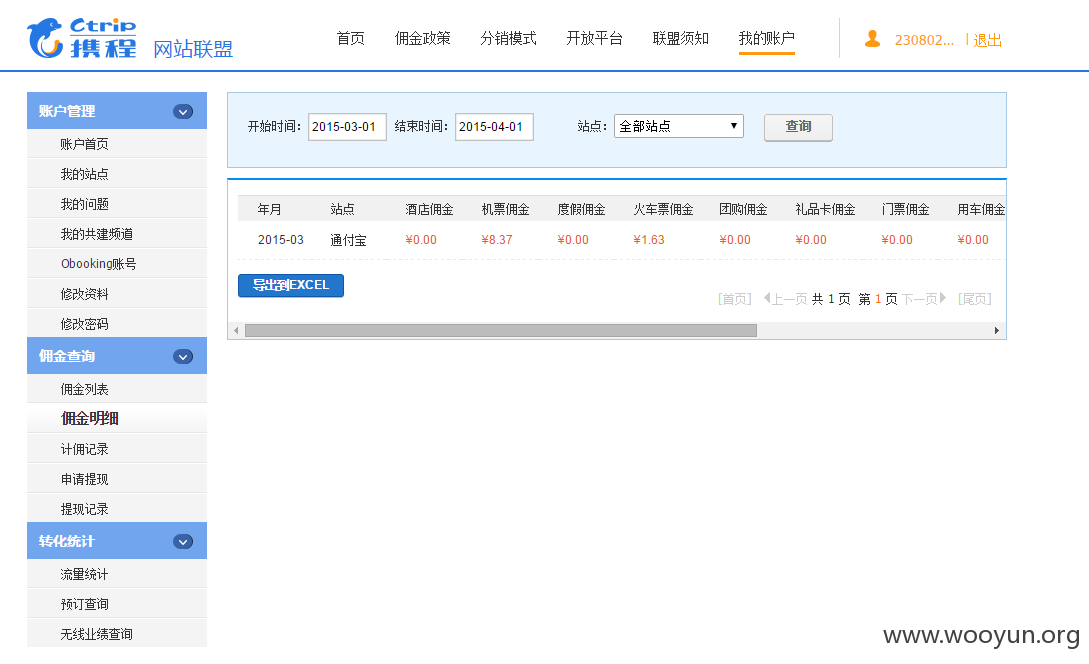 Ctrip
携程 网站联盟
首页 佣金政策 分销模式 开放平台 联盟须知 我的账户 230802... | 退出
账户管理
账户首页
我的站点
我的问题
我的共建频道
Obooking账号
修改资料
修改密码
佣金查询
佣金列表
佣金明细
计佣记录
申请提现
提现记录
转化统计
流量统计
预订查询
无线业绩查询
开始时间: 2015-03-01 结束时间: 2015-04-01 站点: 全部站点 查询
年月 站点 酒店佣金 机票佣金 度假佣金 火车票佣金 团购佣金 礼品卡佣金 门票佣金 用车佣金
2015-03 通付宝 ¥0.00 ¥8.37 ¥0.00 ¥1.63 ¥0.00 ¥0.00 ¥0.00 ¥0.00
导出到EXCEL
[首页] 上一页 共 1 页 第 1 页 下一页 [尾页]
www.wooyun.org